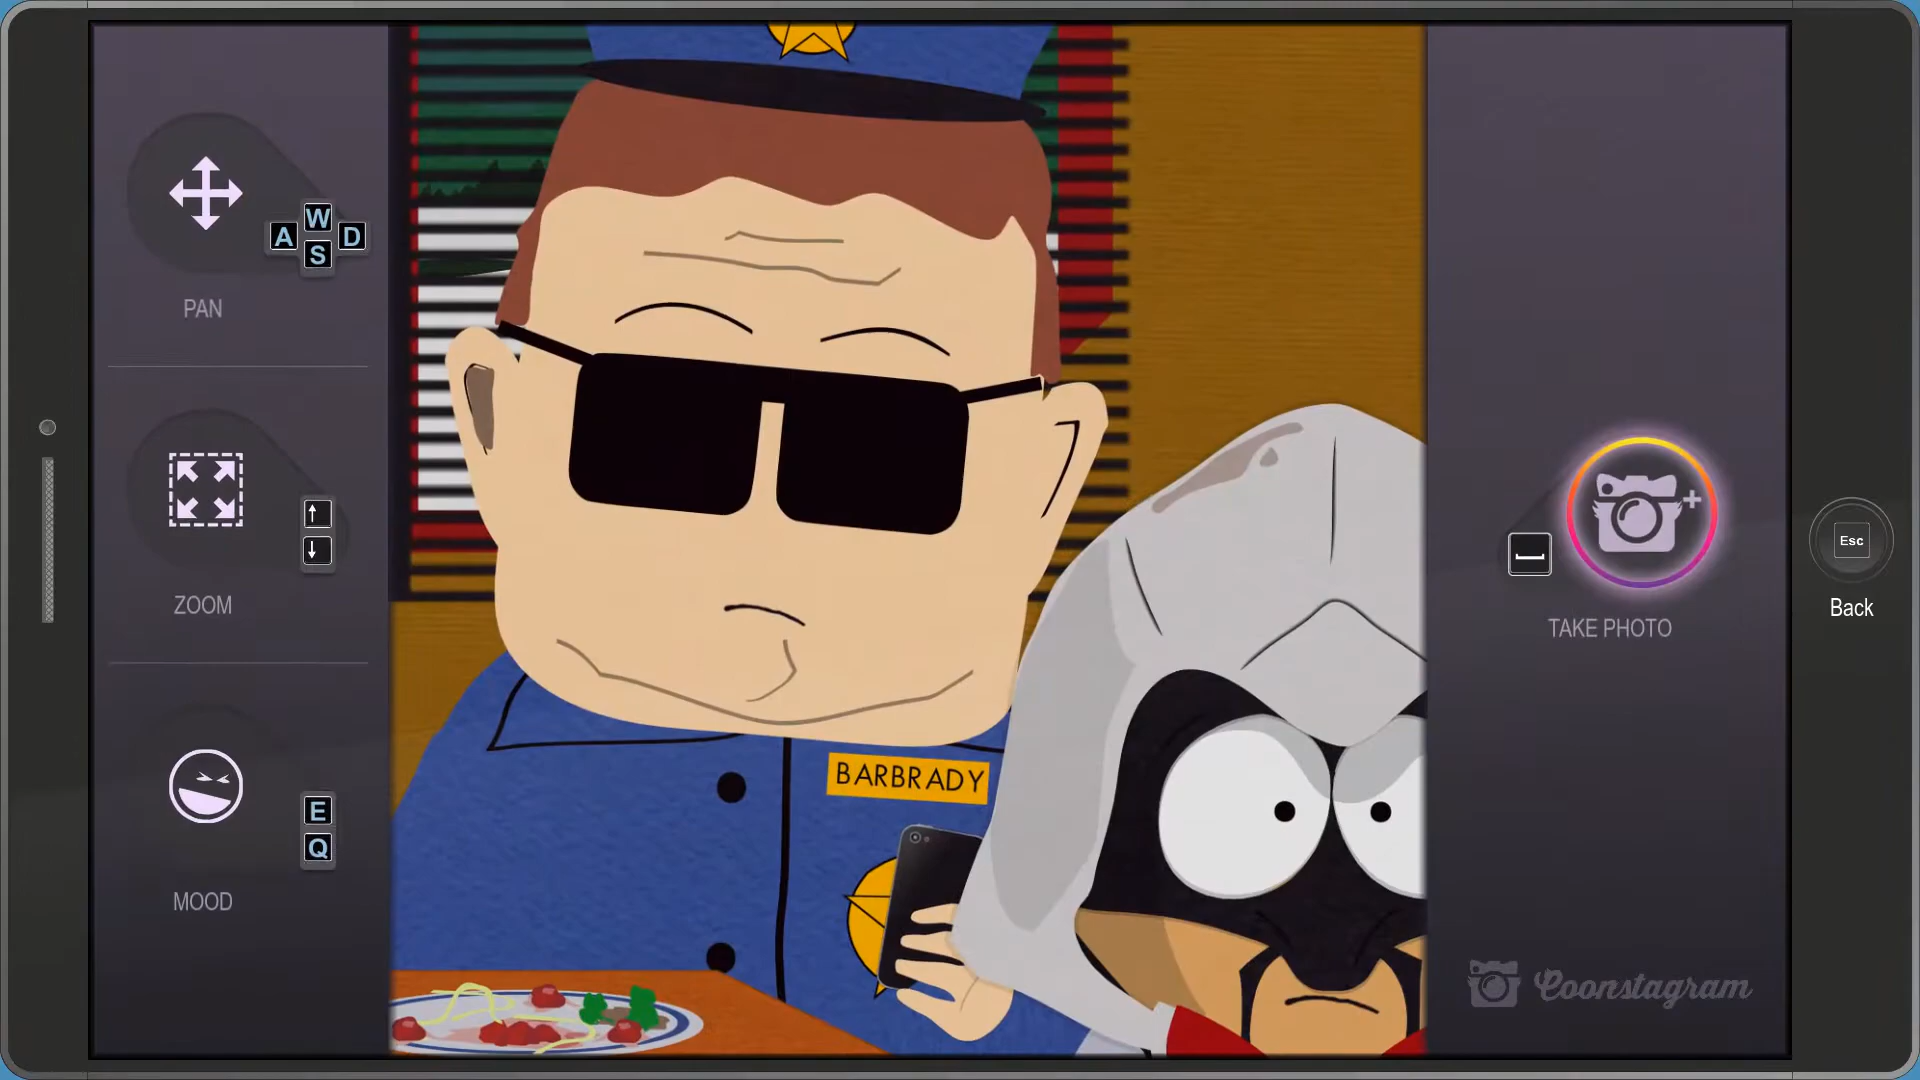 W
A D
S
PAN
ZOOM
E
Q
MOOD
BARBRADY
TAKE PHOTO
Esc
Back
Coonstagram